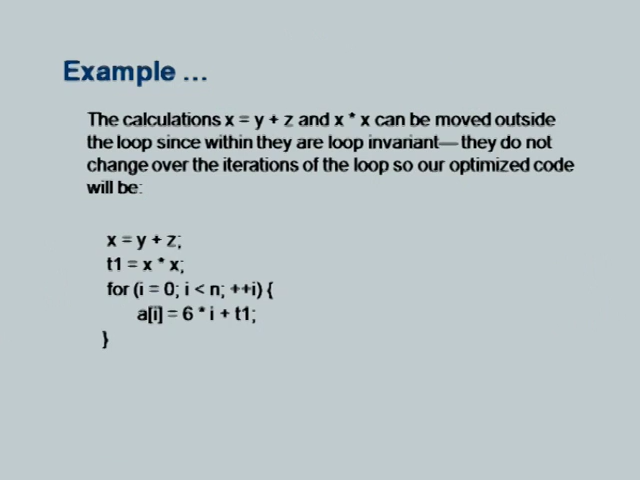 Example ...
The calculations x = y + z and x * x can be moved outside
the loop since within they are loop invariant— they do not
change over the iterations of the loop so our optimized code
will be:
x = y + z;
t1 = x * x;
for (i = 0; i < n; ++i) {
a[i] = 6 * i + t1;
}